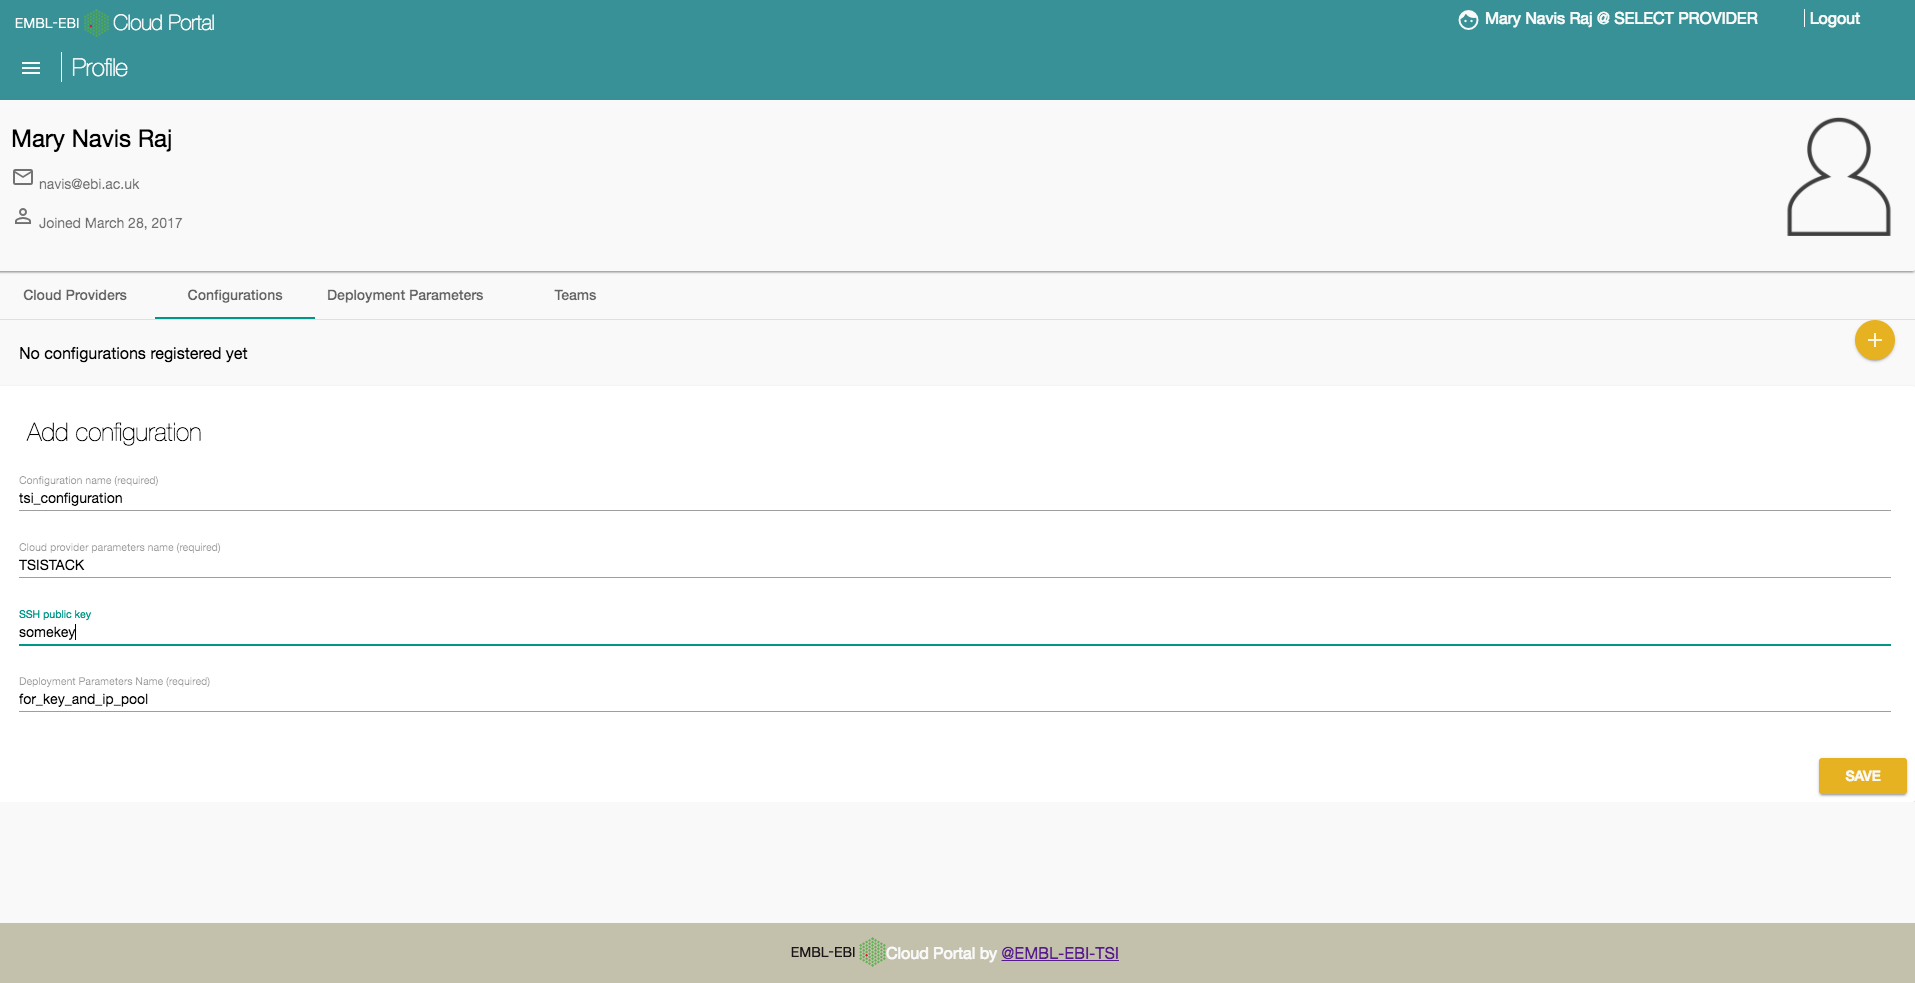 EMBL-EBI Cloud Portal
Mary Navis Raj @ SELECT PROVIDER Logout
Profile
Mary Navis Raj
navis@ebi.ac.uk
Joined March 28, 2017
Cloud Providers Configurations Deployment Parameters Teams
No configurations registered yet
Add configuration
Configuration name (required)
tsi_configuration
Cloud provider parameters name (required)
TSISTACK
SSH public key
somekey
Deployment Parameters Name (required)
for_key_and_ip_pool
SAVE
EMBL-EBI Cloud Portal by @EMBL-EBI-TSI